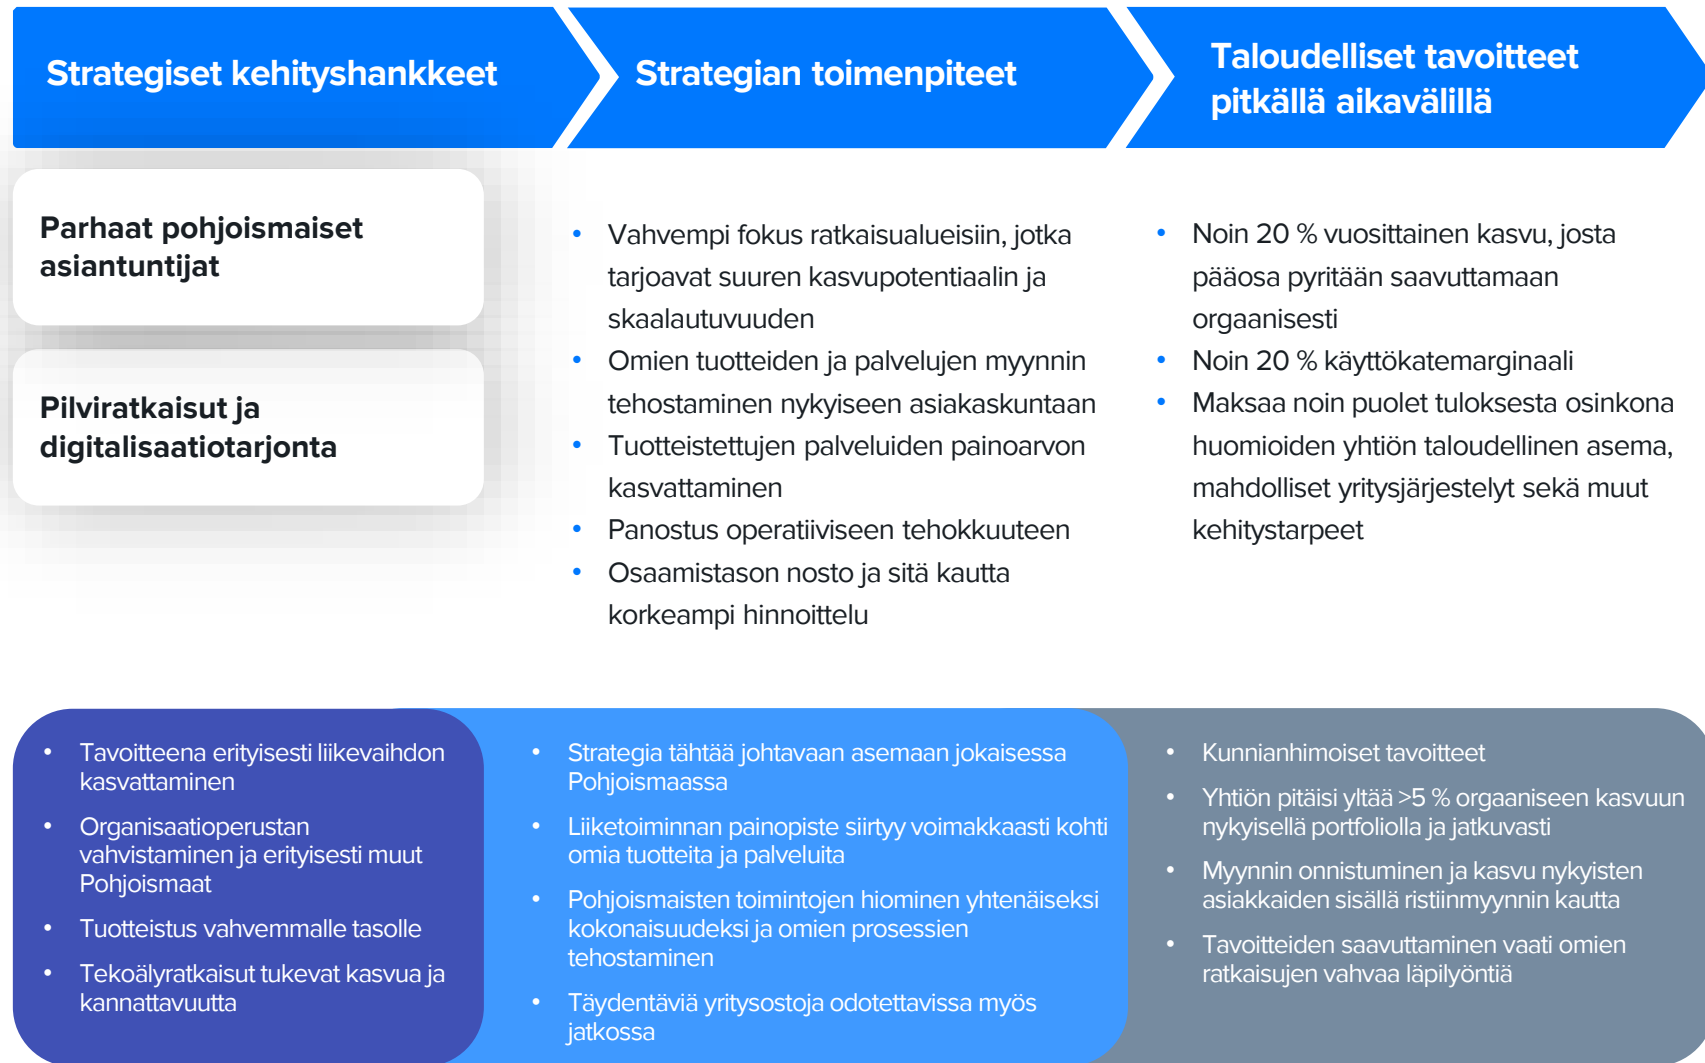 Strategiset kehityshankkeet
Strategian toimenpiteet
Taloudelliset tavoitteet
pitkällä aikavälillä
Parhaat pohjoismaiset
asiantuntijat
Pilviratkaisut ja
digitalisaatiotarjonta
• Vahvempi fokus ratkaisualueisiin, jotka
tarjoavat suuren kasvupotentiaalin ja
skaalautuvuuden
• Omien tuotteiden ja palvelujen myynnin
tehostaminen nykyiseen asiakaskuntaan
• Tuotteistettujen palveluiden painoarvon
kasvattaminen
• Panostus operatiiviseen tehokkuuteen
• Osaamistason nosto ja sitä kautta
korkeampi hinnoittelu
• Noin 20 % vuosittainen kasvu, josta
pääosa pyritään saavuttamaan
orgaanisesti
• Noin 20 % käyttökatemarginaali
• Maksaa noin puolet tuloksesta osinkona
huomioiden yhtiön taloudellinen asema,
mahdolliset yritysjärjestelyt sekä muut
kehitystarpeet
• Tavoitteena erityisesti liikevaihdon
kasvattaminen
• Organisaatioperustan
vahvistaminen ja erityisesti muut
Pohjoismaat
• Tuotteistus vahvemmalle tasolle
• Tekoälyratkaisut tukevat kasvua ja
kannattavuutta
• Strategia tähtää johtavaan asemaan jokaisessa
Pohjoismaassa
• Liiketoiminnan painopiste siirtyy voimakkaasti kohti
omia tuotteita ja palveluita
• Pohjoismaisten toimintojen hiominen yhtenäiseksi
kokonaisuudeksi ja omien prosessien
tehostaminen
• Täydentäviä yritysostoja odotettavissa myös
jatkossa
• Kunnianhimoiset tavoitteet
• Yhtiön pitäisi yltää >5 % orgaaniseen kasvuun
nykyisellä portfoliolla ja jatkuvasti
• Myynnin onnistuminen ja kasvu nykyisten
asiakkaiden sisällä ristiinmyynnin kautta
• Tavoitteiden saavuttaminen vaati omien
ratkaisujen vahvaa läpilyöntiä